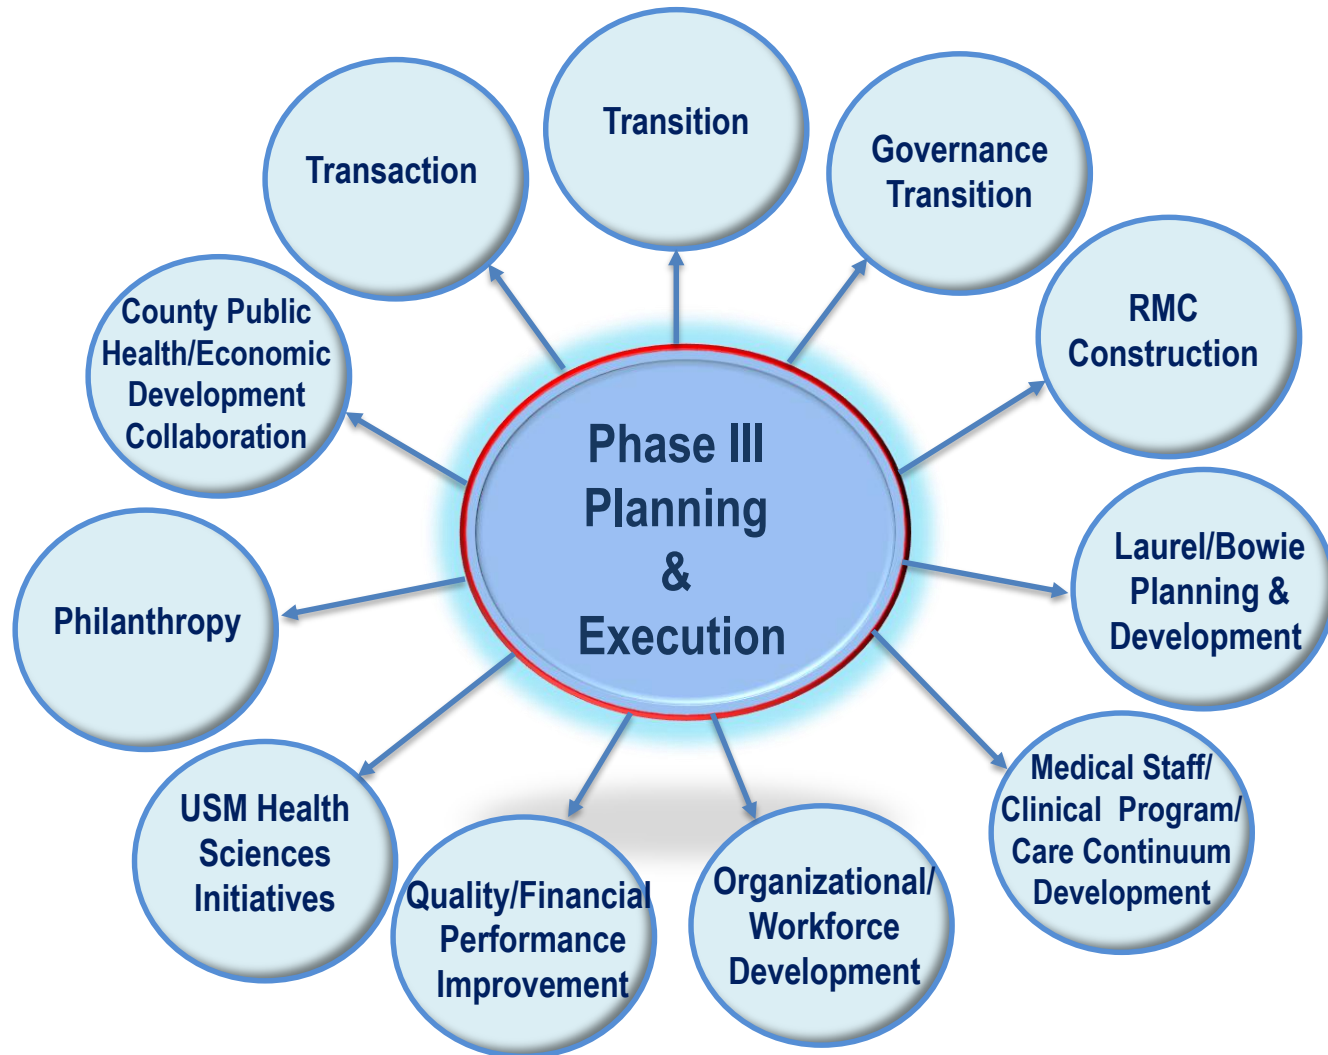 Transition
Governance
Transition
Transaction
RMC
Construction
County Public
Health/Economic
Development
Collaboration
Phase III
Planning
&
Execution
Laurel/Bowie
Planning &
Development
Philanthropy
Medical Staff/
Clinical Program/
Care Continuum
Development
USM Health
Sciences
Initiatives
Quality/Financial
Performance
Improvement
Organizational/
Workforce
Development